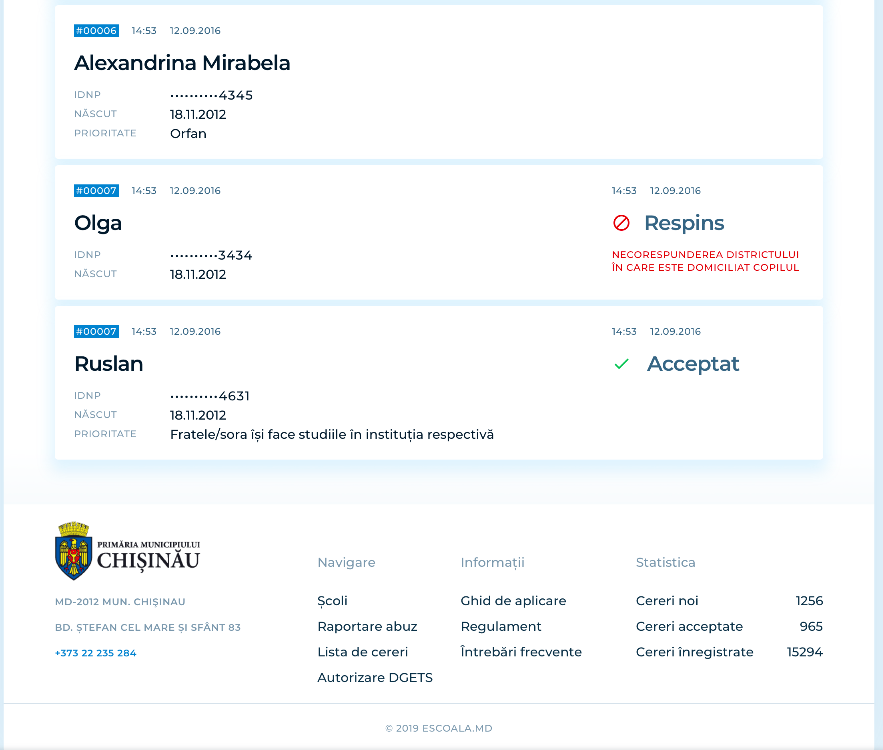 #00006 14:53 12.09.2016
Alexandrina Mirabela
IDNP ••••••••••4345
NĂSCUT 18.11.2012
PRIORITATE Orfan
#00007 14:53 12.09.2016
14:53 12.09.2016
Olga
Respins
IDNP ••••••••••3434
NECORESPUNDEREA DISTRICTULUI
ÎN CARE ESTE DOMICILIAT COPILUL
NĂSCUT 18.11.2012
#00007 14:53 12.09.2016
14:53 12.09.2016
Ruslan
Acceptat
IDNP ••••••••••4631
NĂSCUT 18.11.2012
PRIORITATE Fratele/sora își face studiile în instituția respectivă
PRIMĂRIA MUNICIPIULUI
CHIȘINĂU
MD-2012 MUN. CHIȘINAU
BD. ȘTEFAN CEL MARE ȘI SFÂNT 83
+373 22 235 284
Navigare
Școli
Raportare abuz
Lista de cereri
Autorizare DGETS
Informații
Ghid de aplicare
Regulament
Întrebări frecvente
Statistica
Cereri noi 1256
Cereri acceptate 965
Cereri înregistrate 15294
© 2019 ESCOALA.MD